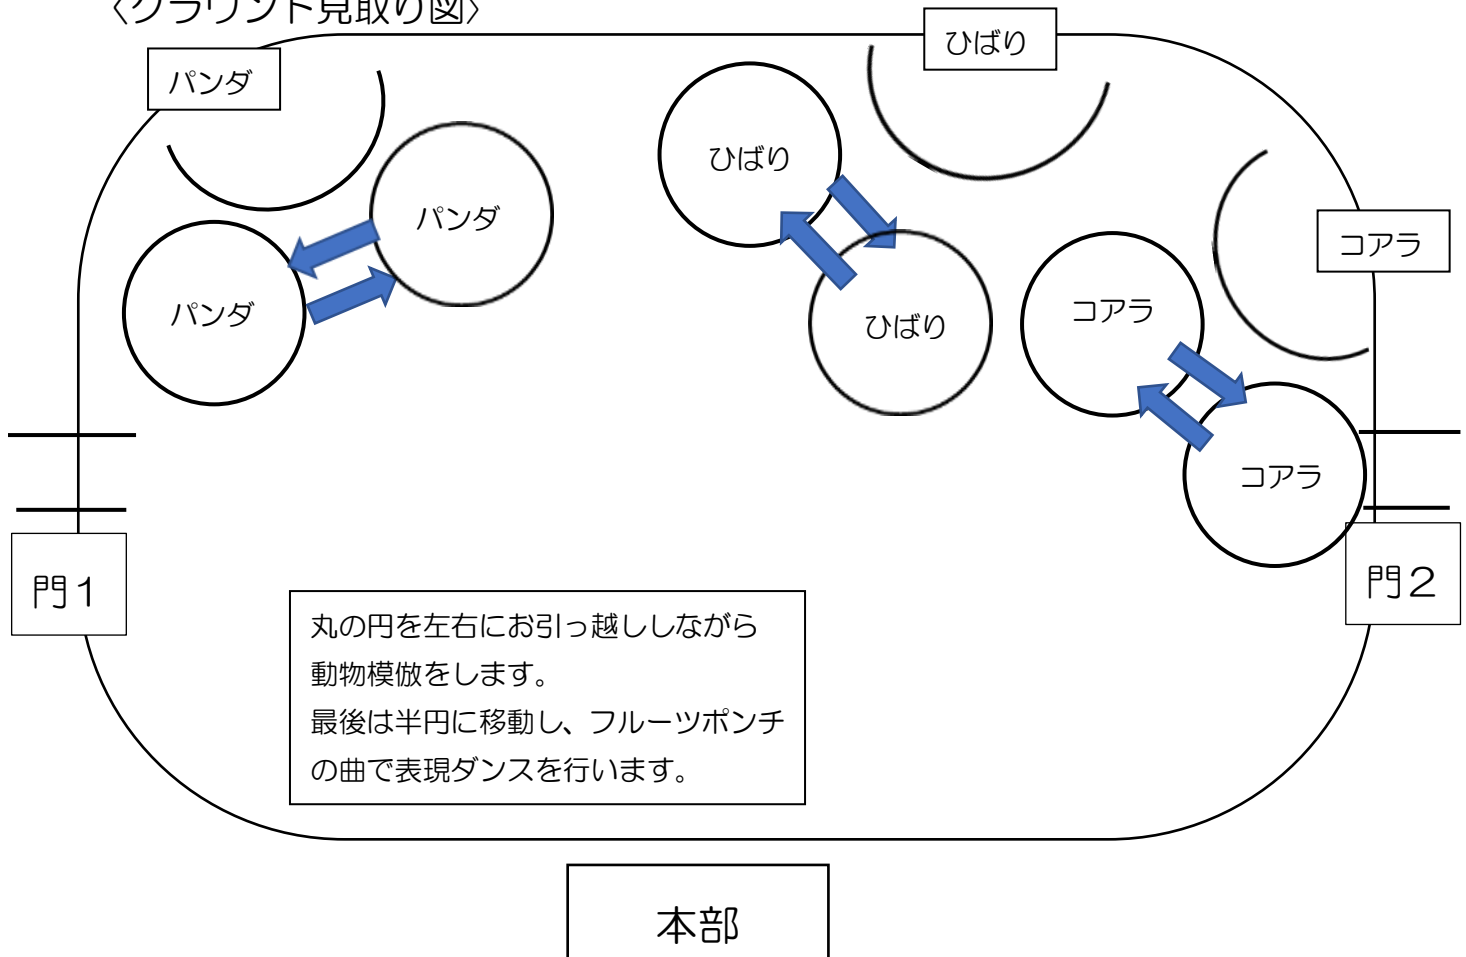 〈グラウンド見取り図〉
パンダ
ひばり
ひばり
パンダ
コアラ
パンダ
コアラ
ひばり
コアラ
門1
門2
丸の円を左右にお引っ越ししながら
動物模倣をします。
最後は半円に移動し、フルーツポンチ
の曲で表現ダンスを行います。
本部